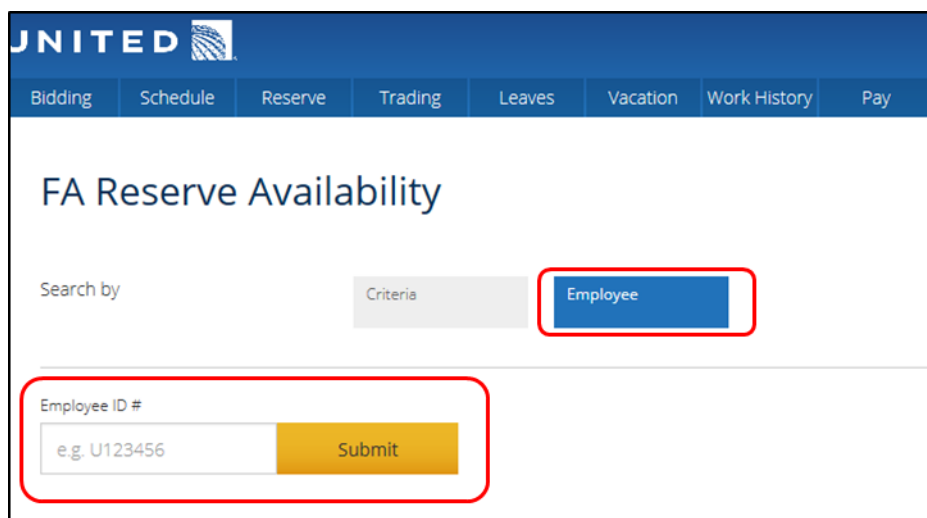 UNITED
Bidding Schedule Reserve Trading Leaves Vacation Work History Pay
FA Reserve Availability
Search by Criteria Employee
Employee ID #
e.g. U123456 Submit